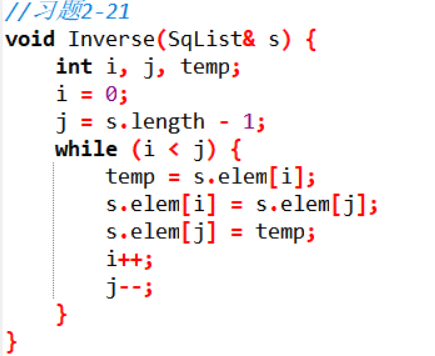 //习题2-21
void Inverse(SqList& s) {
    int i, j, temp;
    i = 0;
    j = s.length - 1;
    while (i < j) {
        temp = s.elem[i];
        s.elem[i] = s.elem[j];
        s.elem[j] = temp;
        i++;
        j--;
    }
}